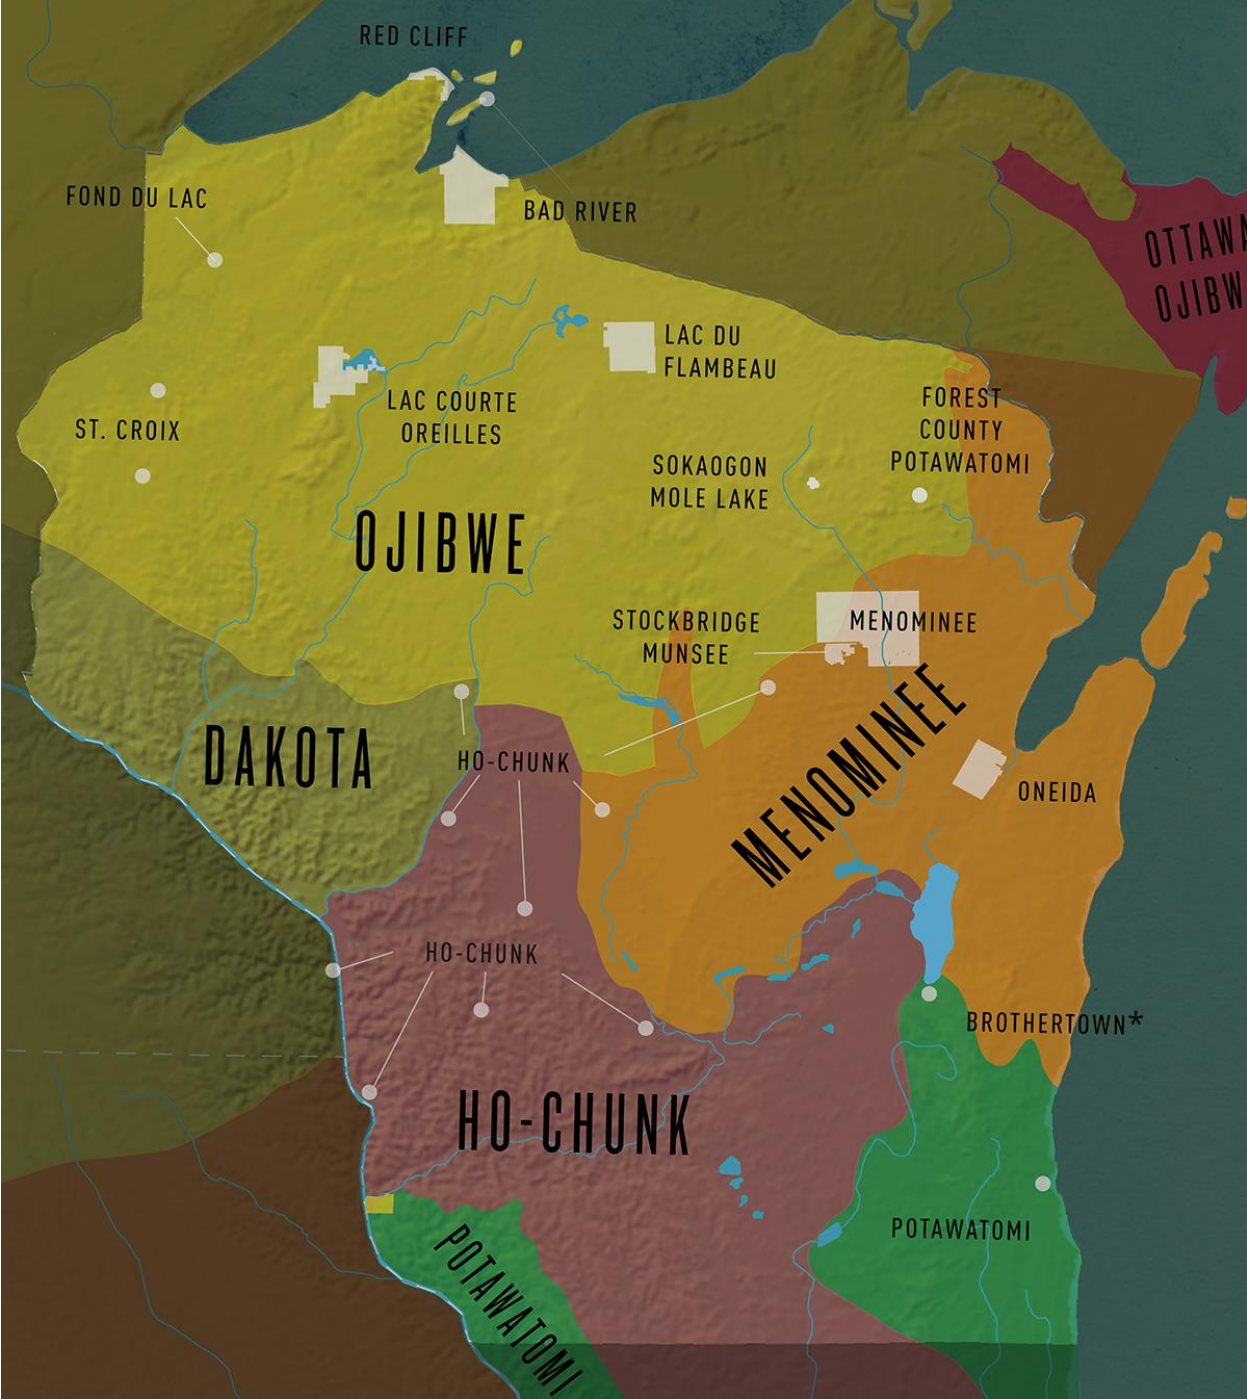 RED CLIFF
FOND DU LAC
BAD RIVER
OTTAWA
OJIBW
LAC DU
FLAMBEAU
LAC COURTE
OREILLES
ST. CROIX
FOREST
COUNTY
POTAWATOMI
SOKAOGON
MOLE LAKE
OJIBWE
STOCKBRIDGE
MUNSEE
MENOMINEE
MENOMINEE
DAKOTA
HO-CHUNK
ONEIDA
HO-CHUNK
BROTHERTOWN*
HO-CHUNK
POTAWATOMI
POTAWATOMI